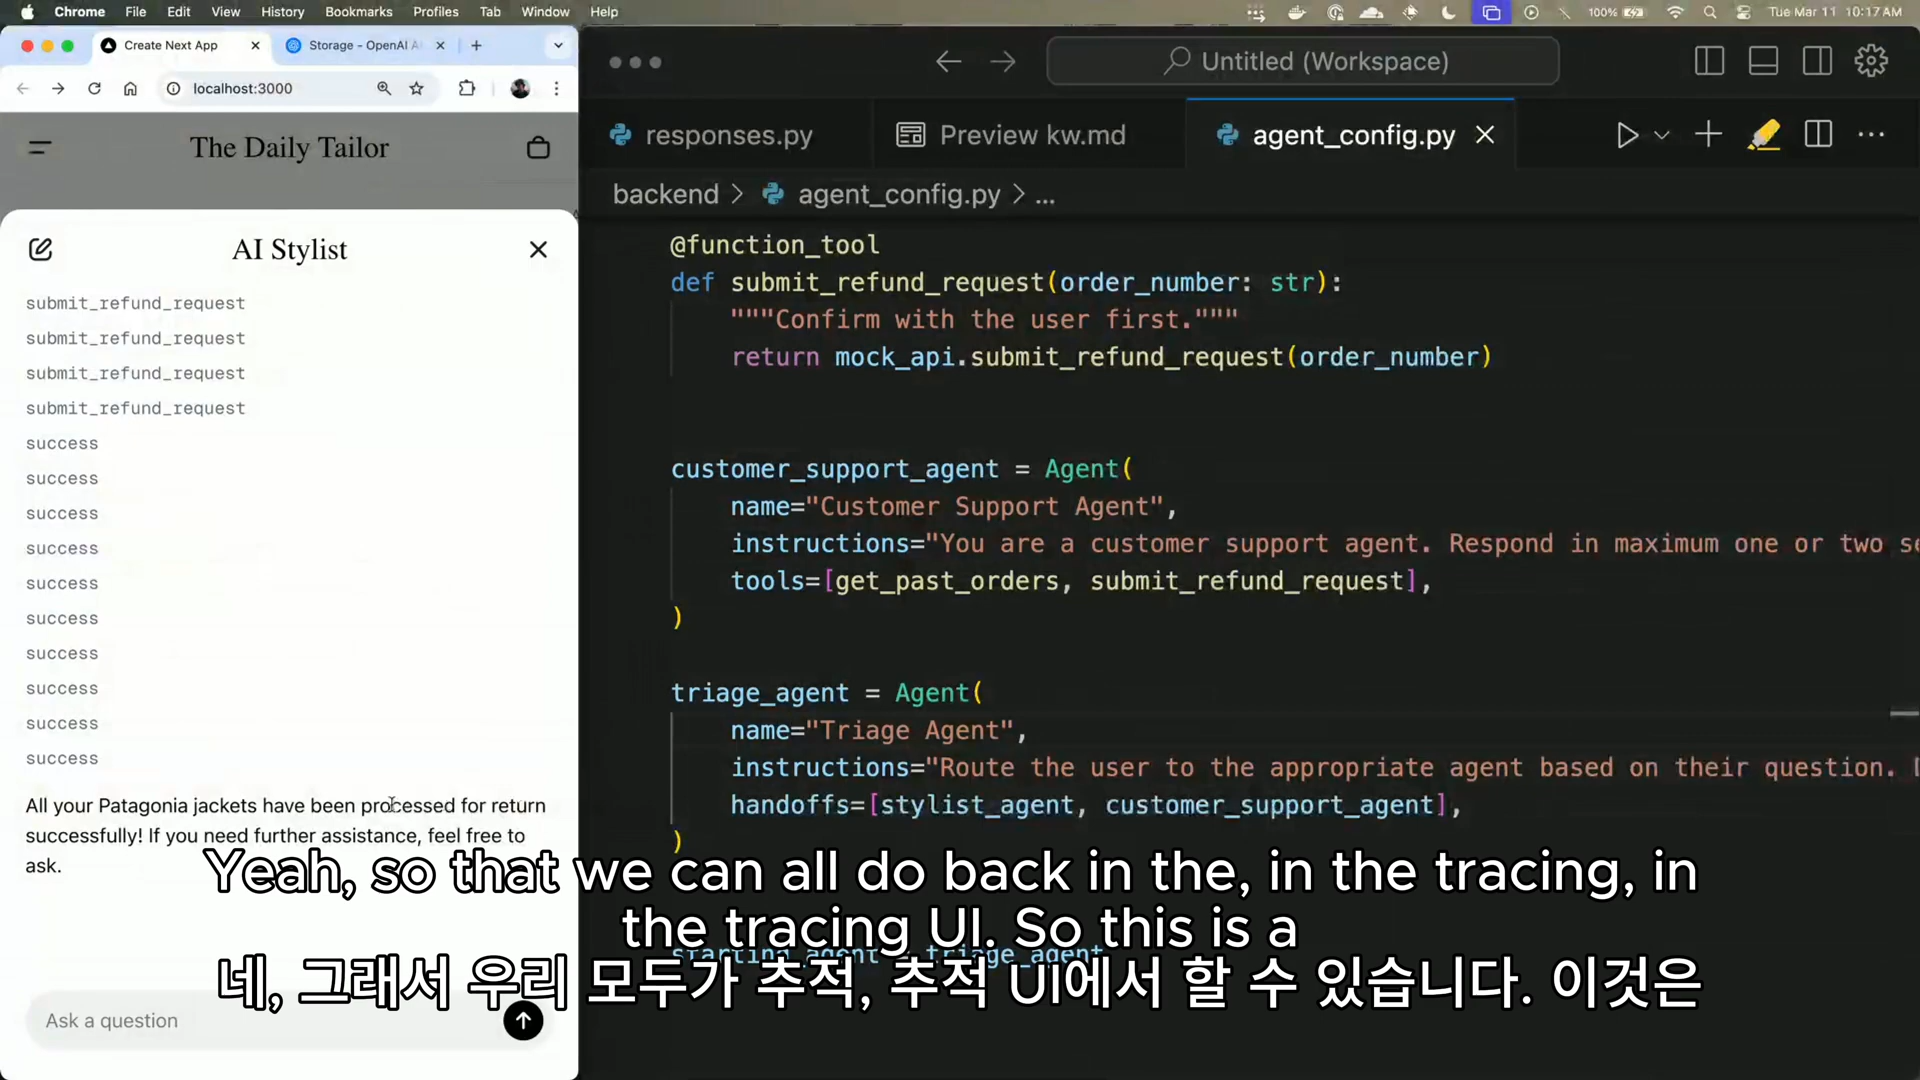 Chrome File Edit View History Bookmarks Profiles Tab Window Help 100% Tue Mar 11 10:17 AM
Create Next App
Storage - OpenAI A
localhost:3000
The Daily Tailor
AI Stylist
submit_refund_request
submit_refund_request
submit_refund_request
submit_refund_request
success
success
success
success
success
success
success
success
success
success
All your Patagonia jackets have been processed for return
successfully! If you need further assistance, feel free to
ask.
Ask a question
Untitled (Workspace)
responses.py
Preview kw.md
agent_config.py
backend > agent_config.py > ...
@function_tool
def submit_refund_request(order_number: str):
"""Confirm with the user first."""
return mock_api.submit_refund_request(order_number)
customer_support_agent = Agent(
name="Customer Support Agent",
instructions="You are a customer support agent. Respond in maximum one or two se
tools=[get_past_orders, submit_refund_request],
)
triage_agent = Agent(
name="Triage Agent",
instructions="Route the user to the appropriate agent based on their question.
handoffs=[stylist_agent, customer_support_agent],
)
starting_agent = triage_agent
Yeah, so that we can all do back in the, in the tracing, in
the tracing UI. So this is a
네, 그래서 우리 모두가 추적, 추적 UI에서 할 수 있습니다. 이것은